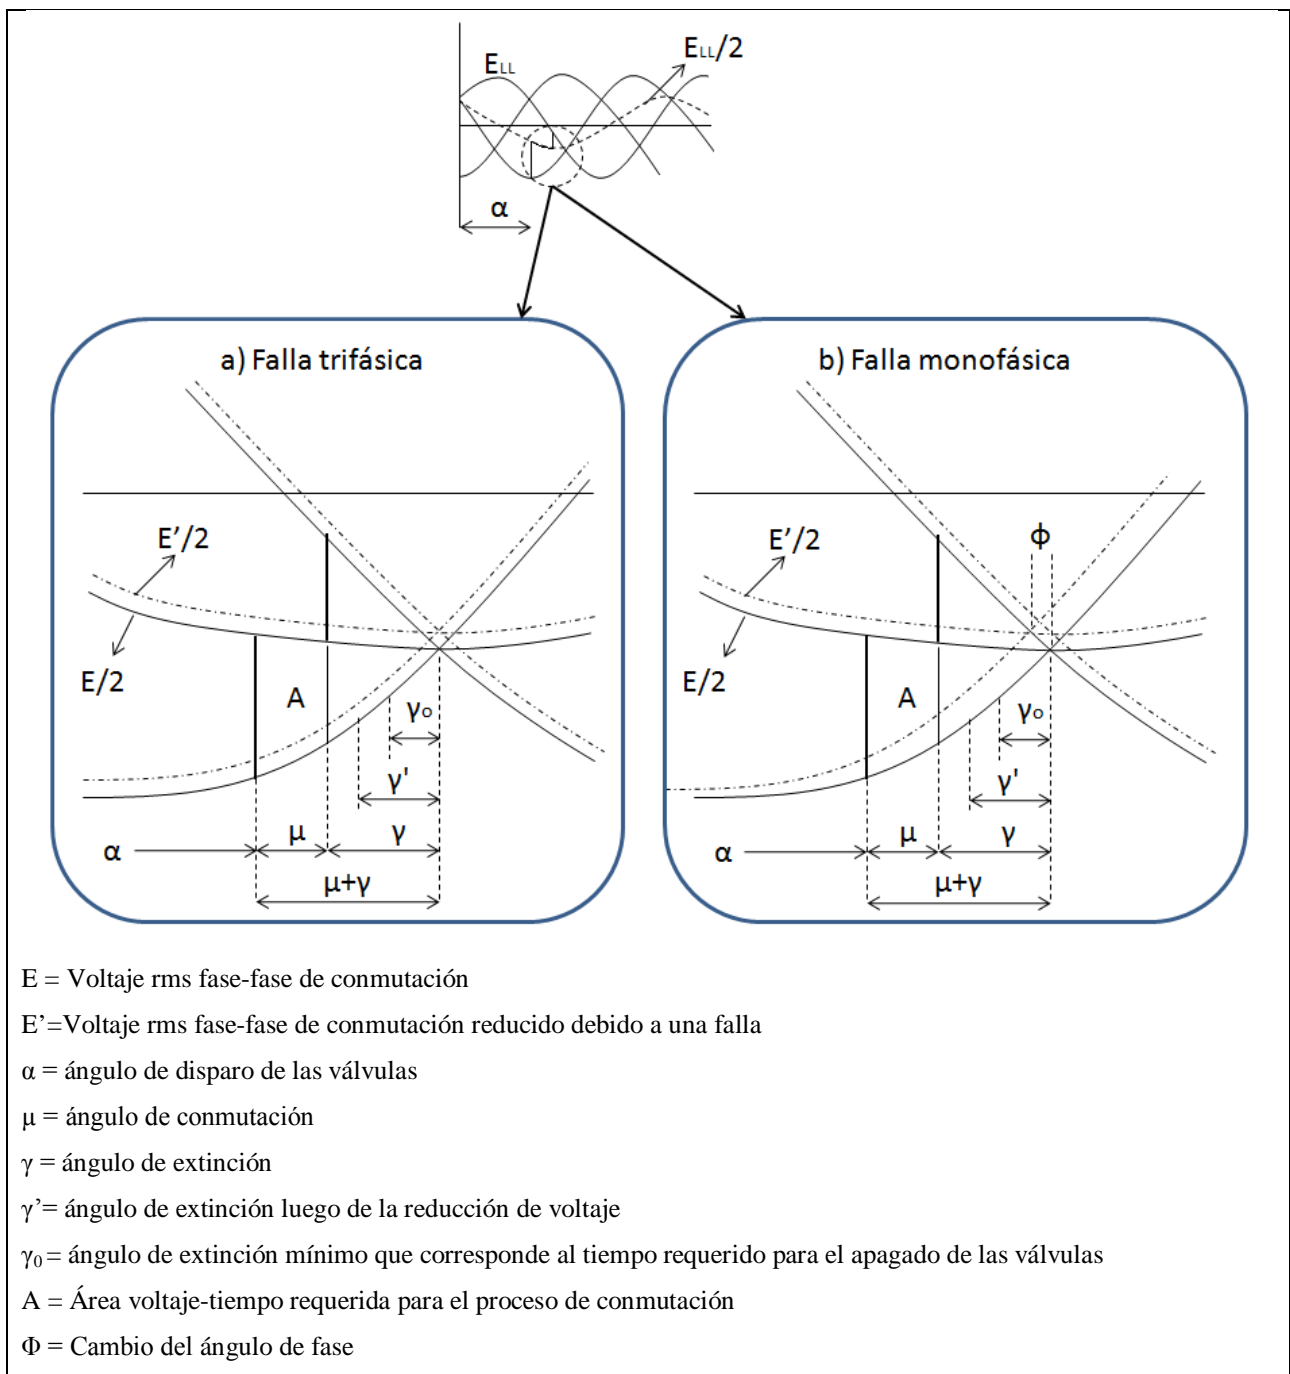 E_LL
E_LL/2
α
a) Falla trifásica
E'/2
E/2
A
γ₀
γ'
α
μ
γ
μ+γ
b) Falla monofásica
ϕ
E'/2
E/2
A
γ₀
γ'
α
μ
γ
μ+γ
E = Voltaje rms fase-fase de conmutación
E’=Voltaje rms fase-fase de conmutación reducido debido a una falla
α = ángulo de disparo de las válvulas
µ = ángulo de conmutación
γ = ángulo de extinción
γ’= ángulo de extinción luego de la reducción de voltaje
γ₀ = ángulo de extinción mínimo que corresponde al tiempo requerido para el apagado de las válvulas
A = Área voltaje-tiempo requerida para el proceso de conmutación
Φ = Cambio del ángulo de fase